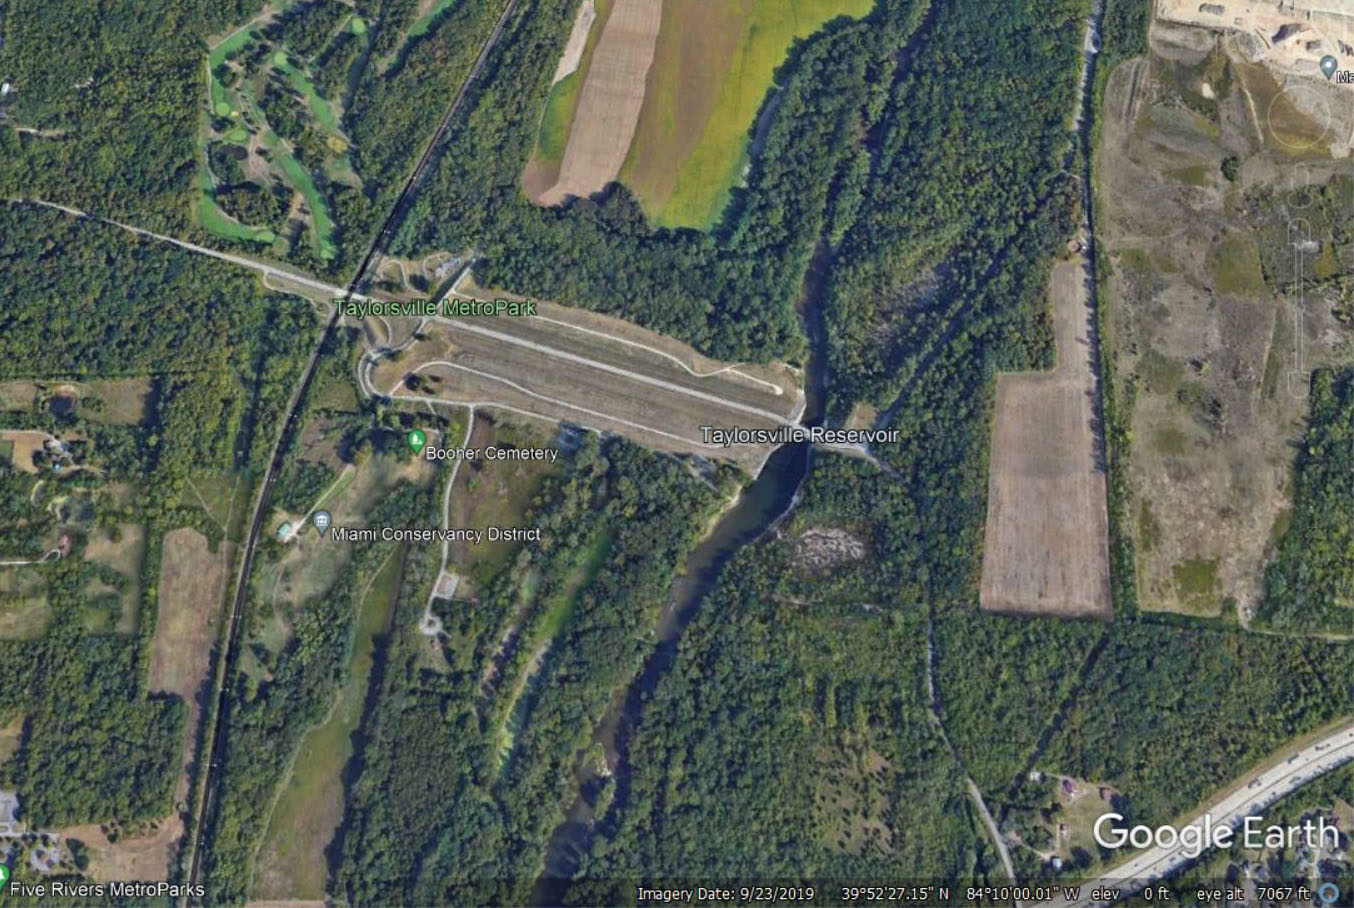 Me
Taylorsville MetroPark
Taylorsville Reservoir
Booher Cemetery
Miami Conservancy District
Google Earth
Five Rivers MetroParks
Imagery Date: 9/23/2019 39°52'27.15" N 84°10'00.01" W elev 0 ft eye alt 7067 ft